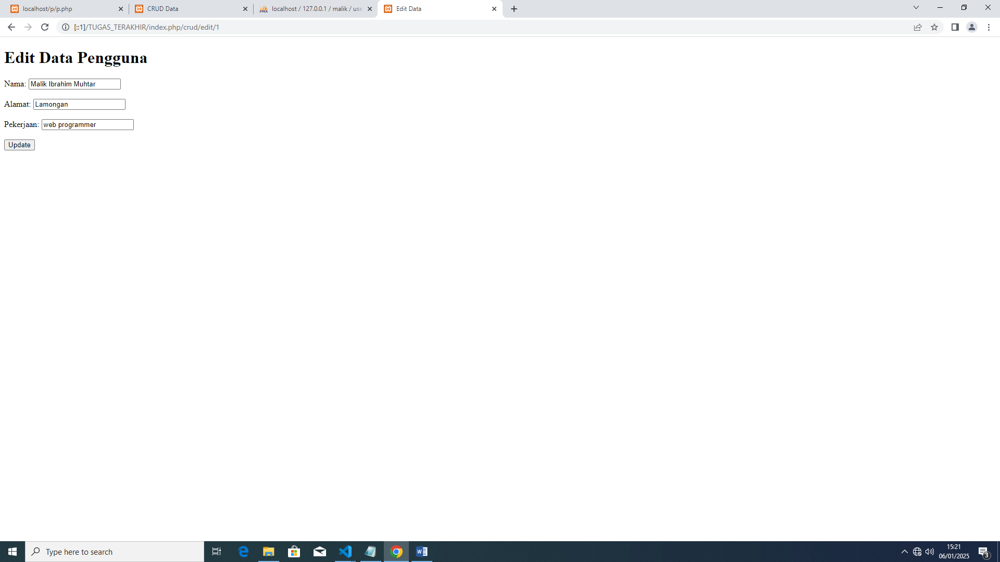 localhost/p/p.php
CRUD Data
localhost / 127.0.0.1 / malik / use
Edit Data
[::1]/TUGAS_TERAKHIR/index.php/crud/edit/1
Edit Data Pengguna
Nama: Malik Ibrahim Muhtar
Alamat: Lamongan
Pekerjaan: web programmer
Update
Type here to search
15:21
06/01/2025
3